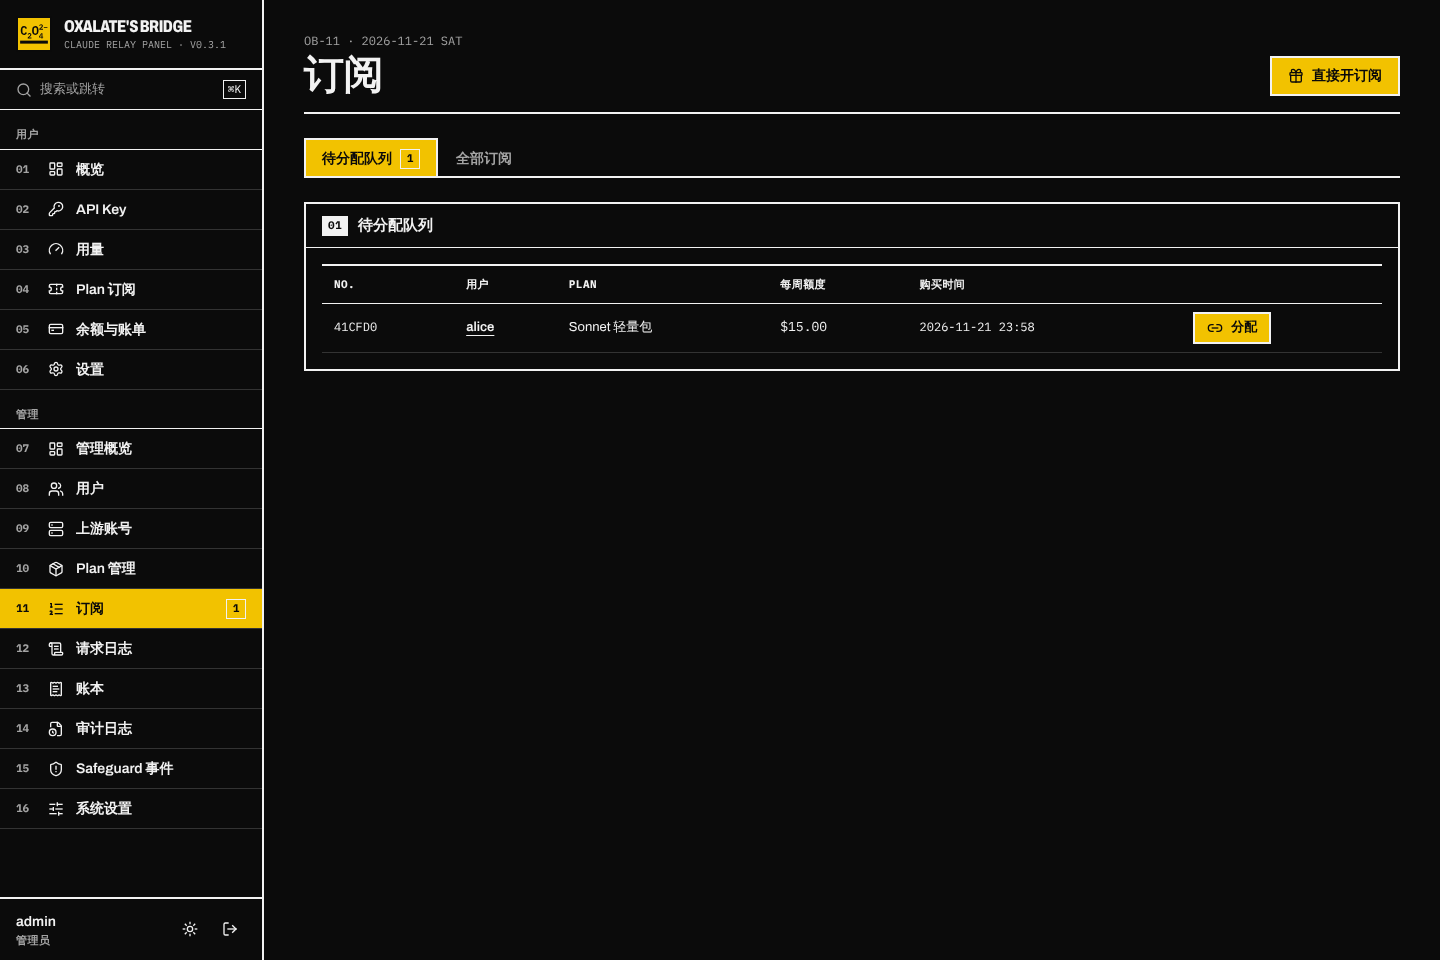 C₂O₄²⁻
OXALATE'S BRIDGE
CLAUDE RELAY PANEL · V0.3.1
搜索或跳转 ⌘K
用户
01 概览
02 API Key
03 用量
04 Plan 订阅
05 余额与账单
06 设置
管理
07 管理概览
08 用户
09 上游账号
10 Plan 管理
11 订阅 1
12 请求日志
13 账本
14 审计日志
15 Safeguard 事件
16 系统设置
admin
管理员
OB-11 · 2026-11-21 SAT
订阅
直接开订阅
待分配队列 1 全部订阅
01 待分配队列
NO. 用户 PLAN 每周额度 购买时间
41CFD0 alice Sonnet 轻量包 $15.00 2026-11-21 23:58 分配